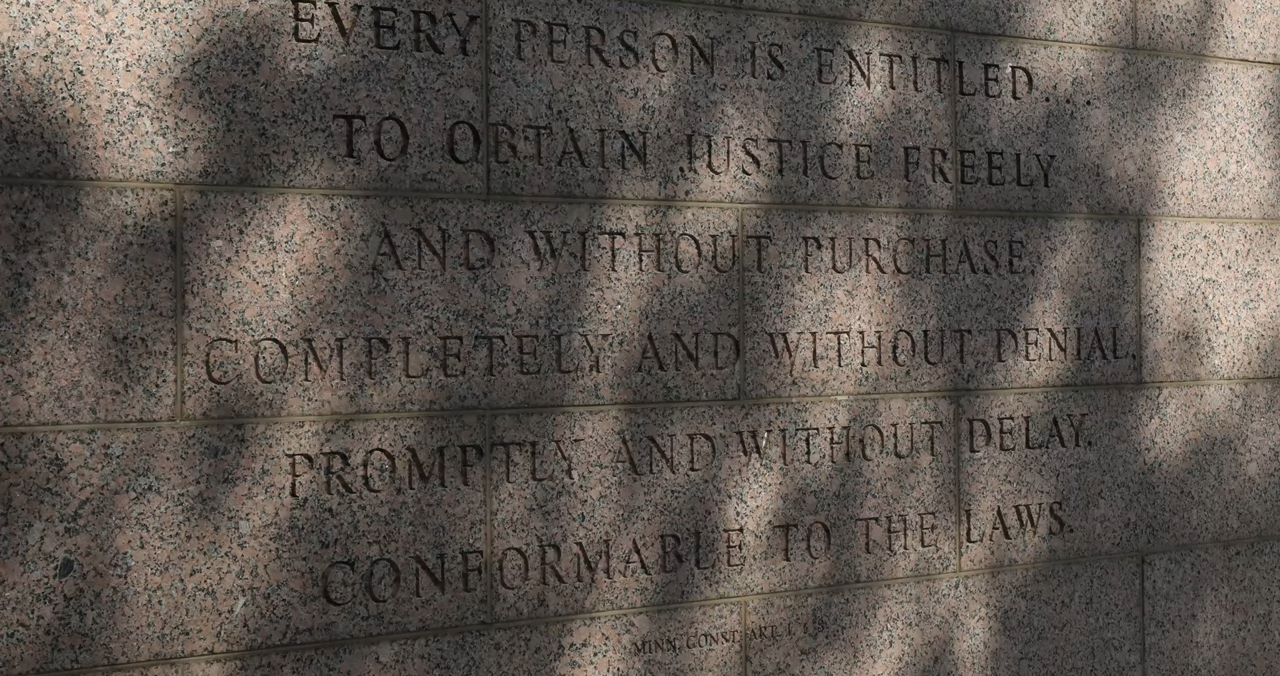 EVERY PERSON IS ENTITLED...
TO OBTAIN JUSTICE FREELY
AND WITHOUT PURCHASE,
COMPLETELY AND WITHOUT DENIAL,
PROMPTLY AND WITHOUT DELAY,
CONFORMABLE TO THE LAWS.
MINN. CONST. ART. I,